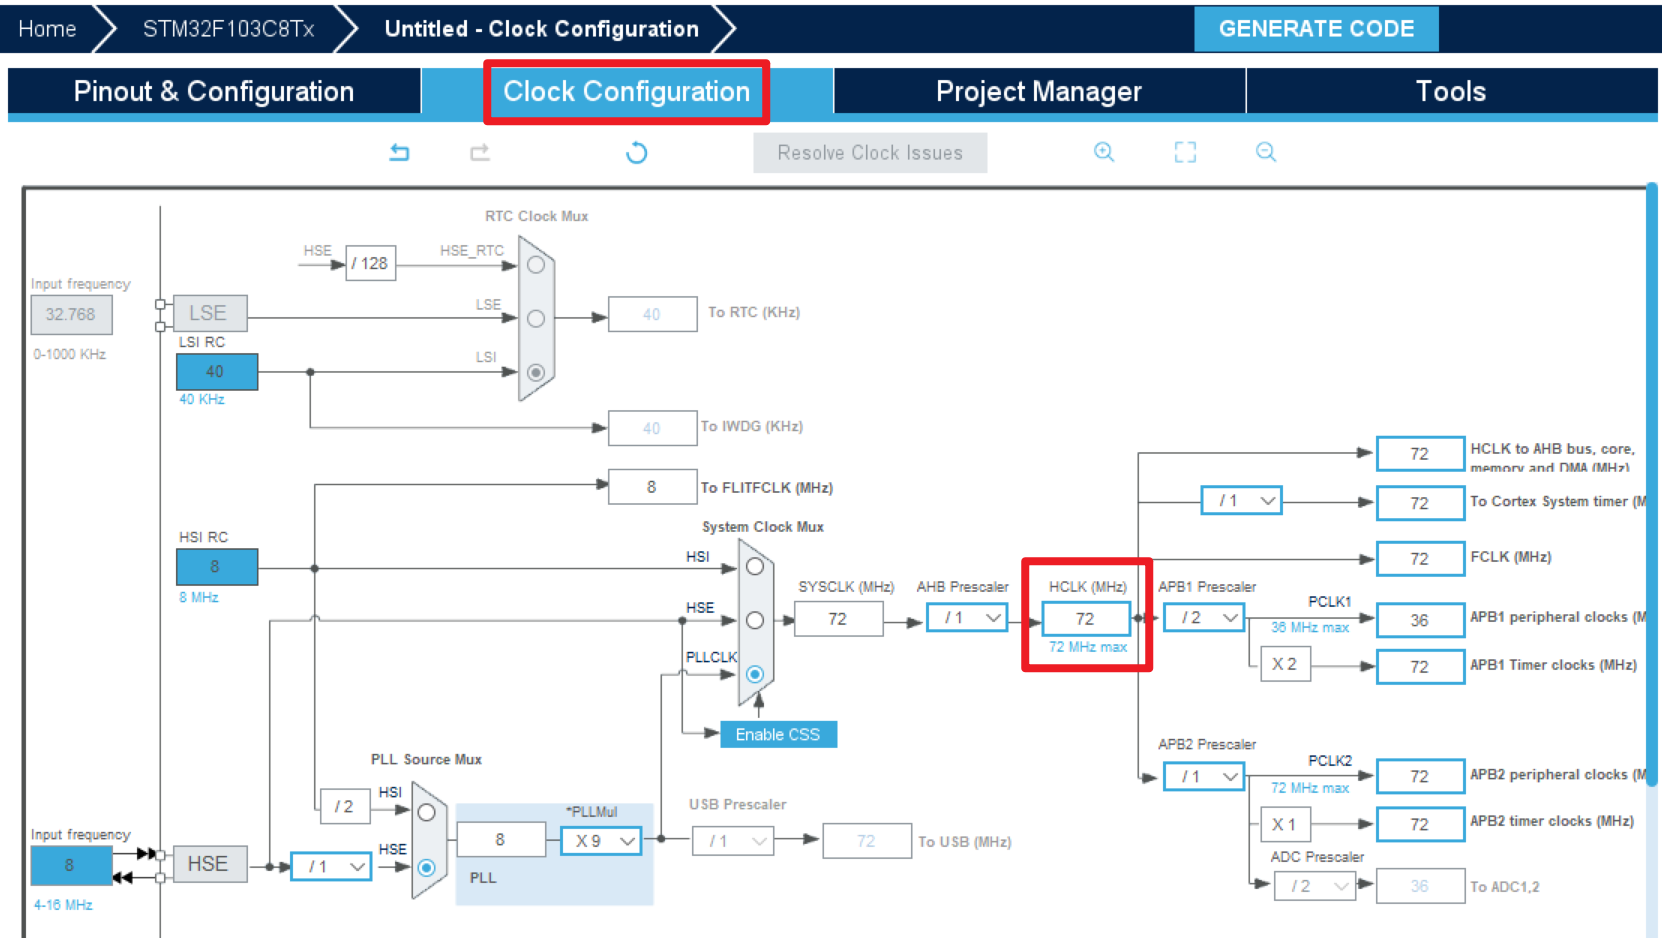 Home
STM32F103C8Tx
Untitled - Clock Configuration
GENERATE CODE
Pinout & Configuration
Clock Configuration
Project Manager
Tools
Resolve Clock Issues
RTC Clock Mux
HSE
/ 128
HSE_RTC
Input frequency
32.768
0-1000 KHz
LSE
LSE
40
To RTC (KHz)
LSI RC
40
40 KHz
LSI
40
To IWDG (KHz)
8
To FLITFCLK (MHz)
HSI RC
8
8 MHz
System Clock Mux
HSI
HSE
PLLCLK
Enable CSS
SYSCLK (MHz)
72
AHB Prescaler
/ 1
HCLK (MHz)
72
72 MHz max
72
HCLK to AHB bus, core,
memory and DMA (MHz)
/ 1
72
To Cortex System timer (M
72
FCLK (MHz)
APB1 Prescaler
/ 2
PCLK1
36 MHz max
36
APB1 peripheral clocks (M
X 2
72
APB1 Timer clocks (MHz)
APB2 Prescaler
/ 1
PCLK2
72 MHz max
72
APB2 peripheral clocks (M
X 1
72
APB2 timer clocks (MHz)
ADC Prescaler
/ 2
36
To ADC1,2
PLL Source Mux
/ 2
HSI
Input frequency
8
4-16 MHz
HSE
/ 1
HSE
8
*PLLMul
X 9
PLL
USB Prescaler
/ 1
72
To USB (MHz)